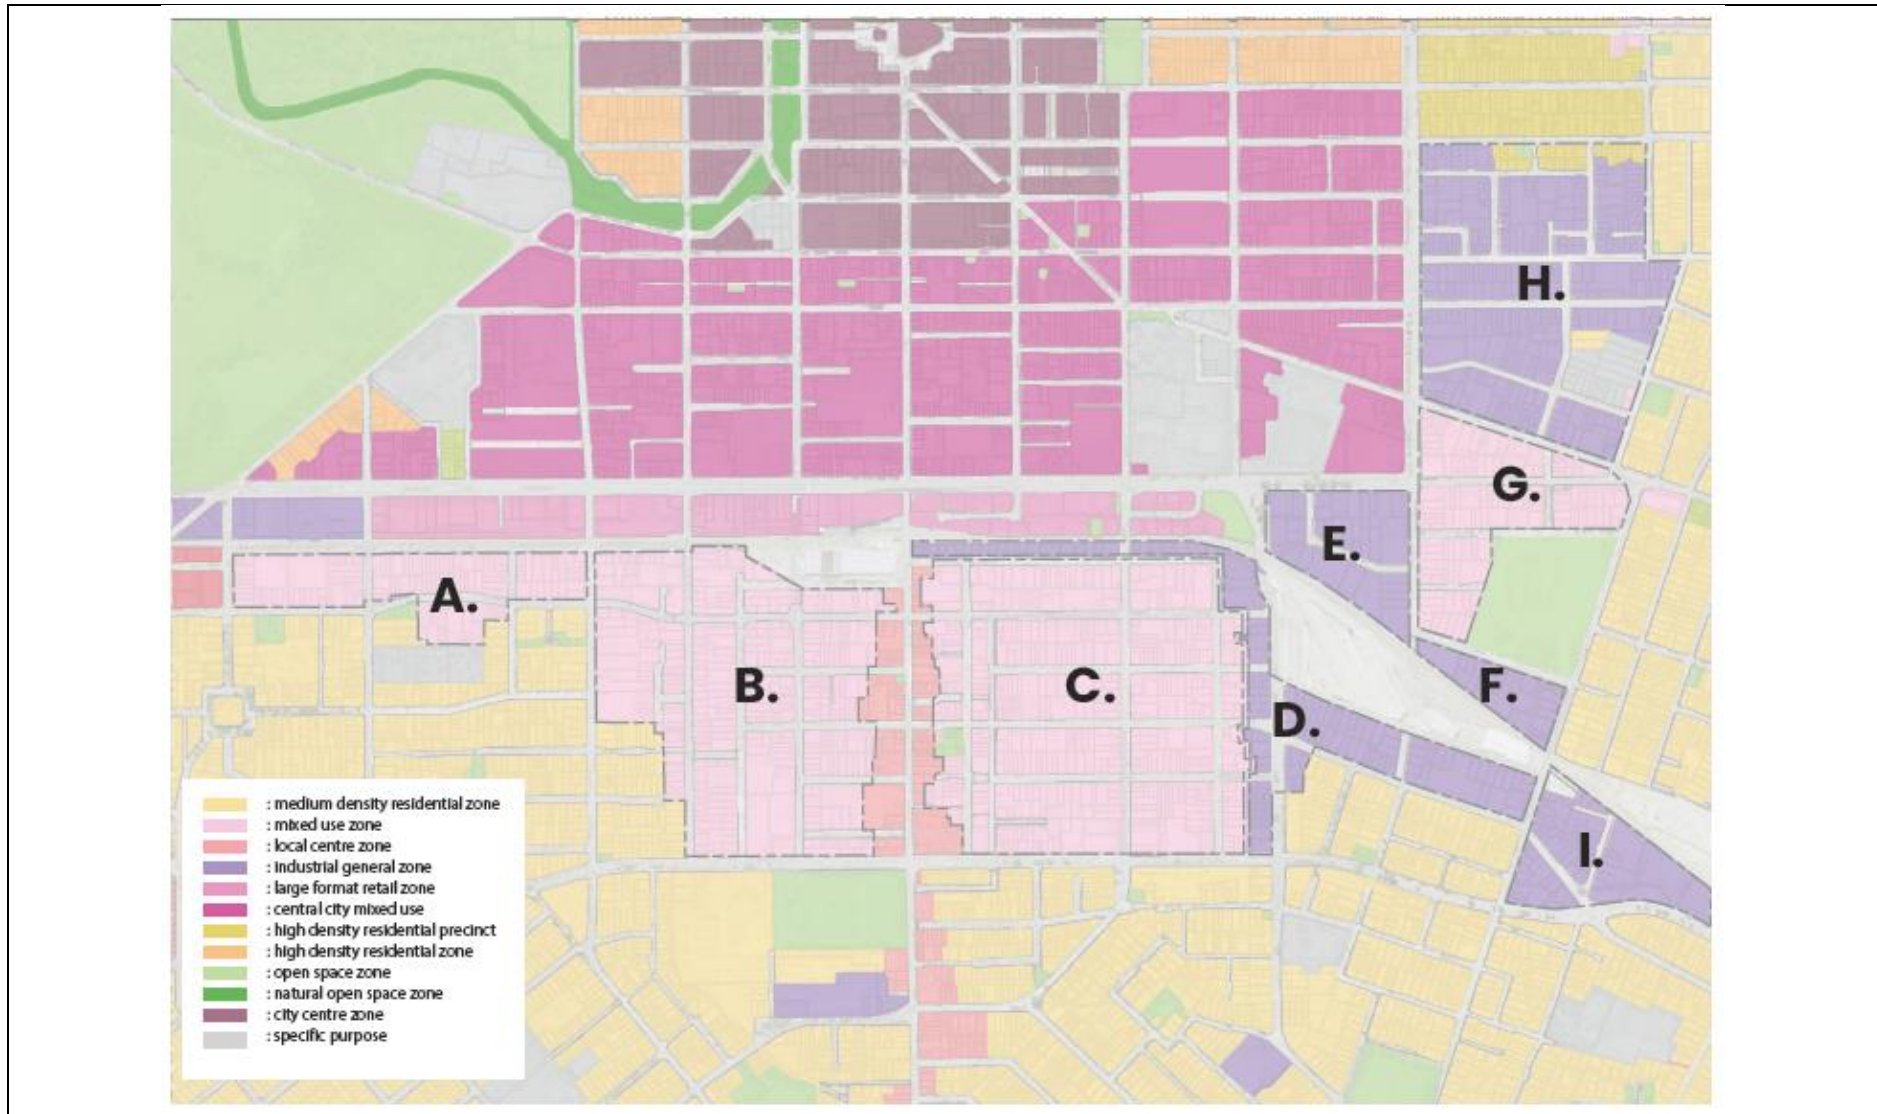 H.
G.
E.
A.
B.
C.
F.
D.
I.
: medium density residential zone
: mixed use zone
: local centre zone
: industrial general zone
: large format retail zone
: central city mixed use
: high density residential precinct
: high density residential zone
: open space zone
: natural open space zone
: city centre zone
: specific purpose